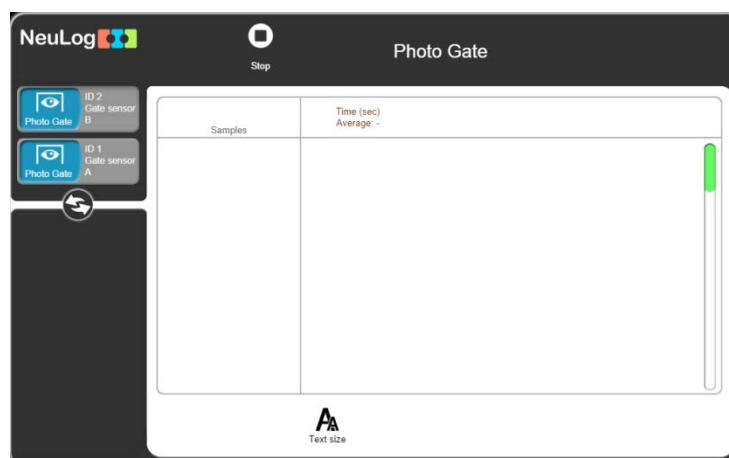 NeuLog
Stop
Photo Gate
ID 2
Gate sensor
B
Photo Gate
ID 1
Gate sensor
A
Photo Gate
Samples
Time (sec)
Average: -
Text size